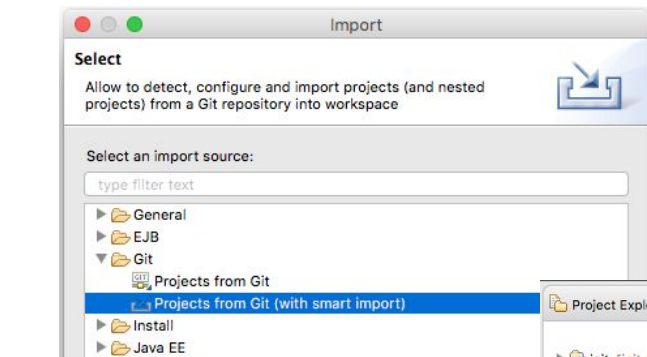 Import
Select
Allow to detect, configure and import projects (and nested
projects) from a Git repository into workspace
Select an import source:
type filter text
General
EJB
Git
Projects from Git
Projects from Git (with smart import)
Install
Java EE
Project Expl